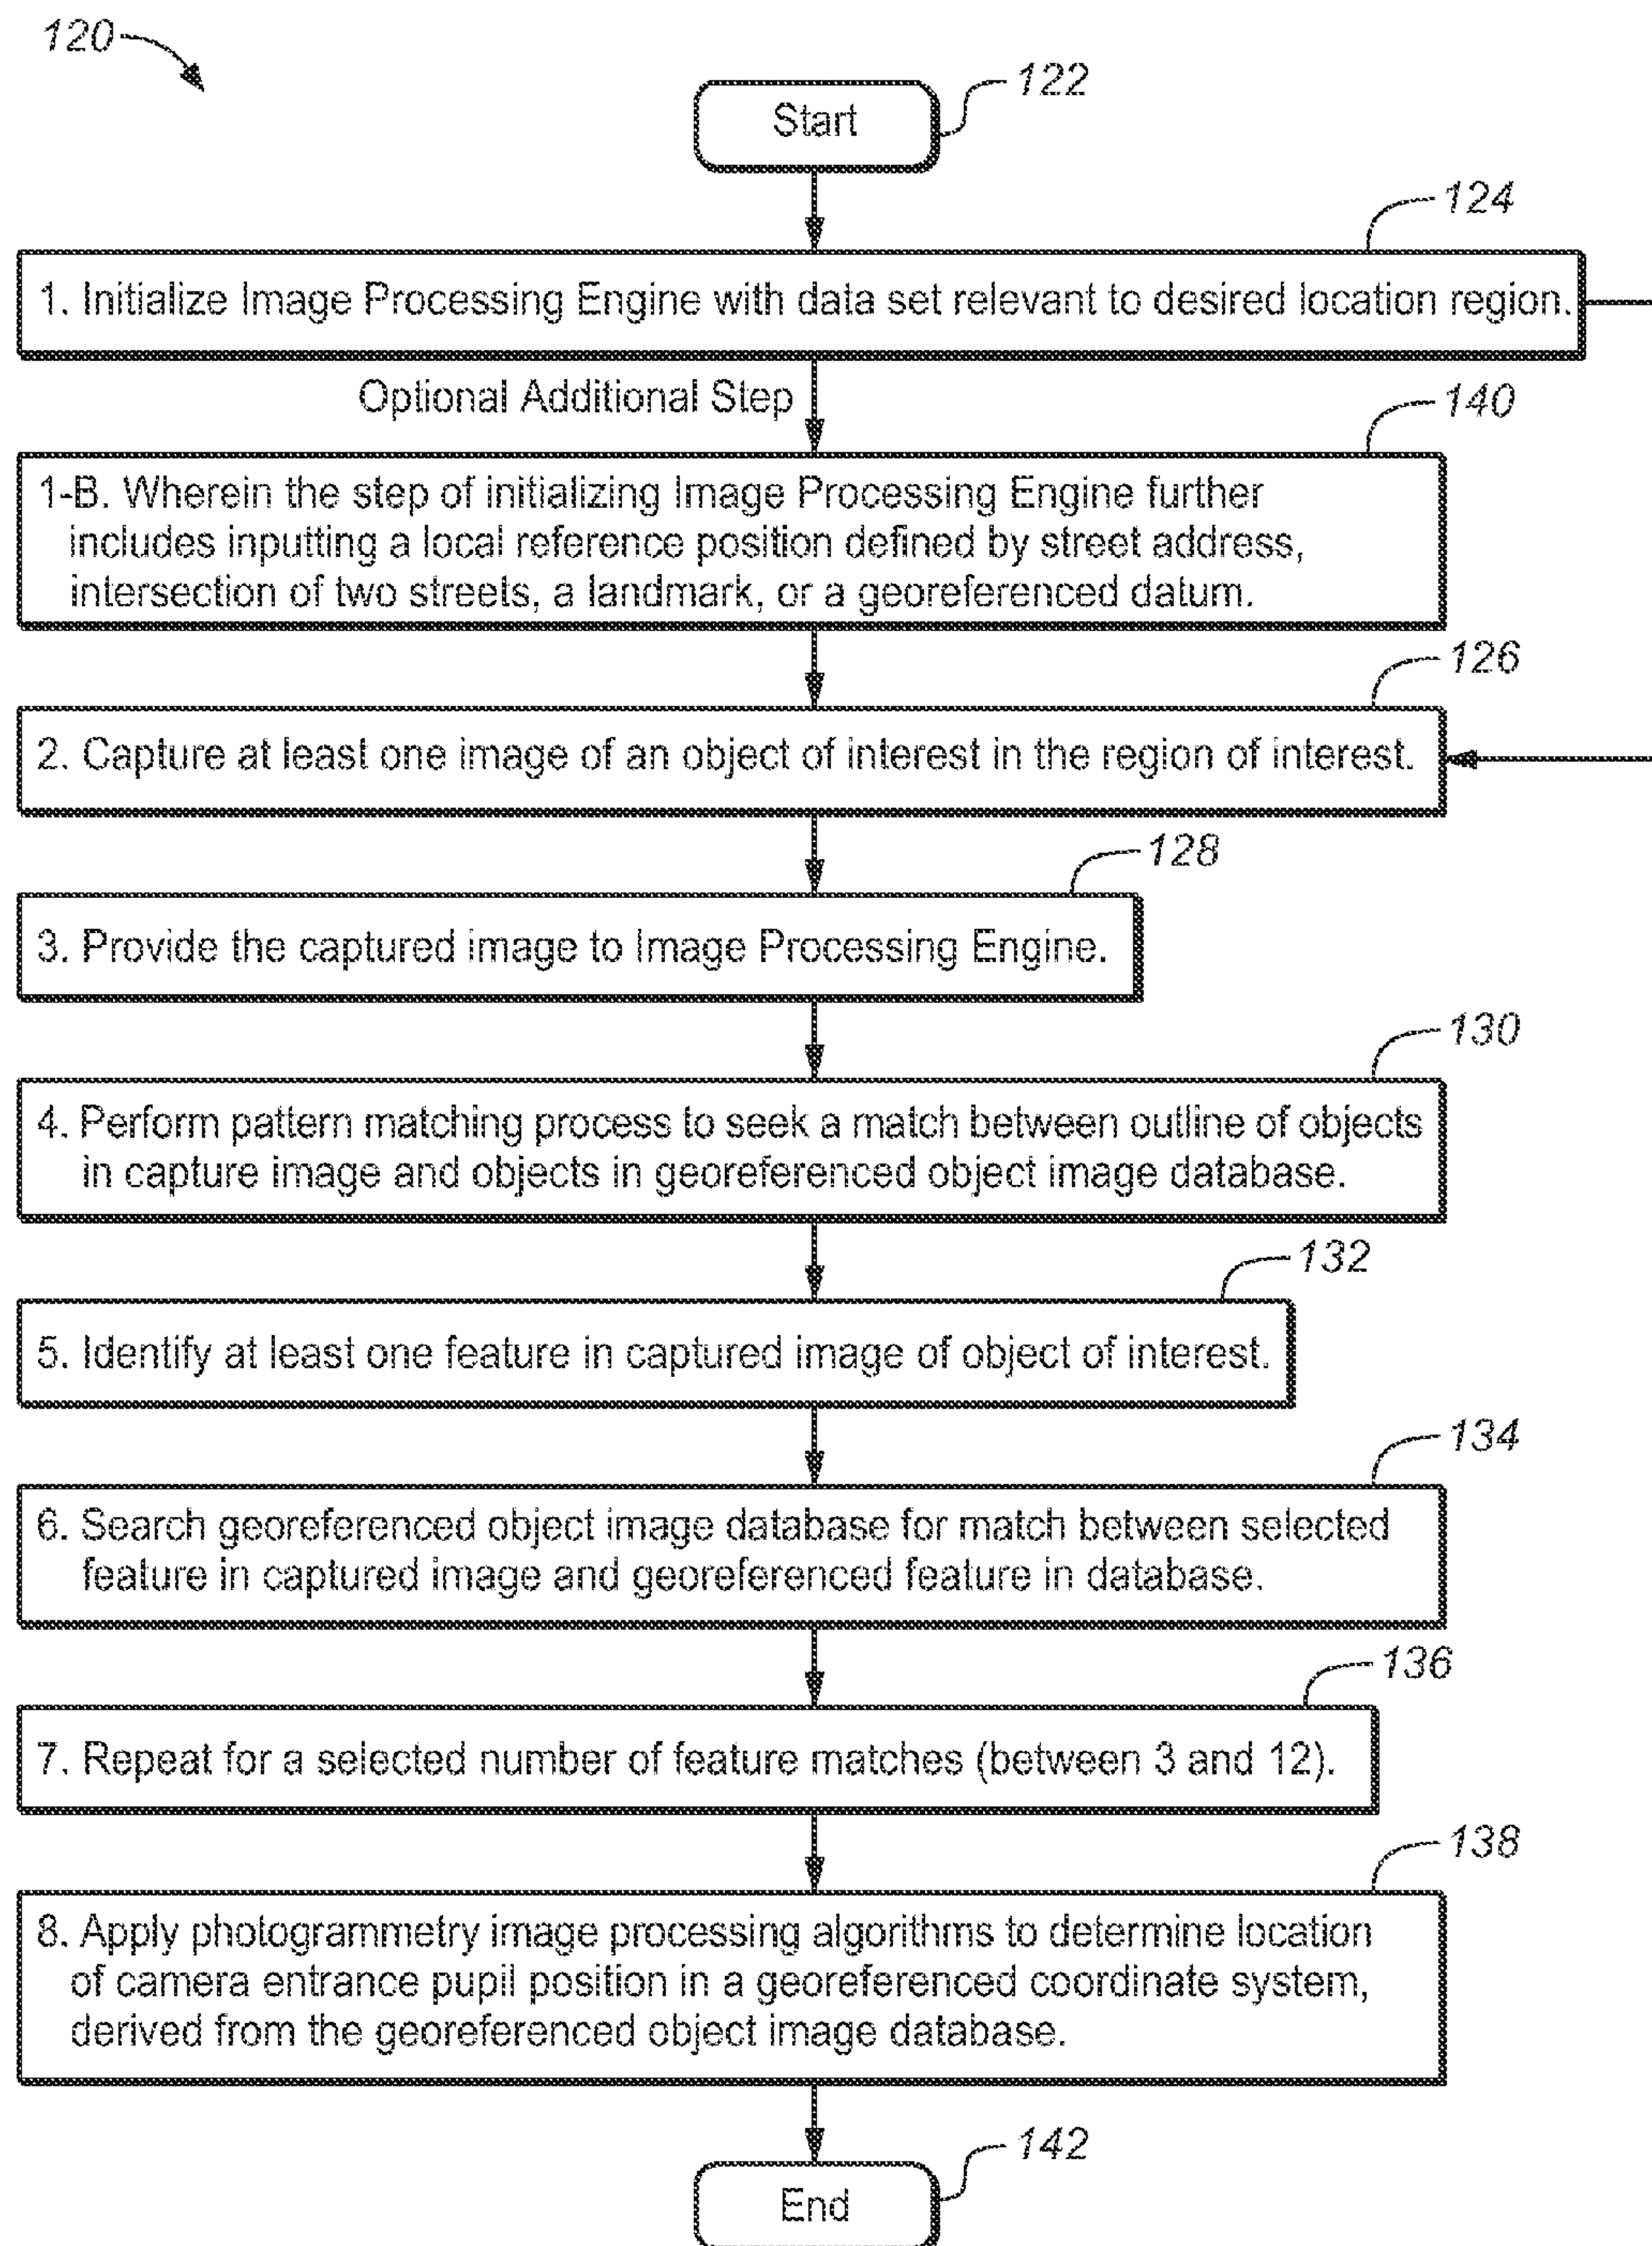 120
Start
122
124
1. Initialize Image Processing Engine with data set relevant to desired location region.
Optional Additional Step
140
1-B. Wherein the step of initializing Image Processing Engine further
includes inputting a local reference position defined by street address,
intersection of two streets, a landmark, or a georeferenced datum.
126
2. Capture at least one image of an object of interest in the region of interest.
128
3. Provide the captured image to Image Processing Engine.
130
4. Perform pattern matching process to seek a match between outline of objects
in capture image and objects in georeferenced object image database.
132
5. Identify at least one feature in captured image of object of interest.
134
6. Search georeferenced object image database for match between selected
feature in captured image and georeferenced feature in database.
136
7. Repeat for a selected number of feature matches (between 3 and 12).
138
8. Apply photogrammetry image processing algorithms to determine location
of camera entrance pupil position in a georeferenced coordinate system,
derived from the georeferenced object image database.
142
End